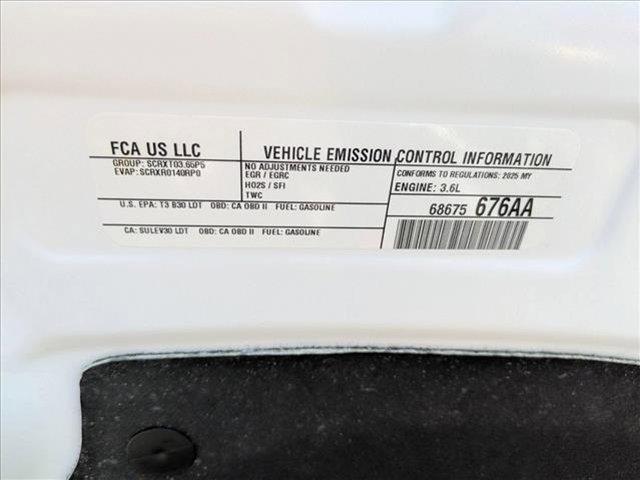 FCA US LLC
GROUP: SCRXT03.65P5
EVAP: SCRXR0140RP0
VEHICLE EMISSION CONTROL INFORMATION
NO ADJUSTMENTS NEEDED
EGR / EGRC
HO2S / SFI
TWC
CONFORMS TO REGULATIONS: 2025 MY
ENGINE: 3.6L
U.S. EPA: T3 B30 LDT OBD: CA OBD II FUEL: GASOLINE
68675 676AA
CA: SULEV30 LDT OBD: CA OBD II FUEL: GASOLINE